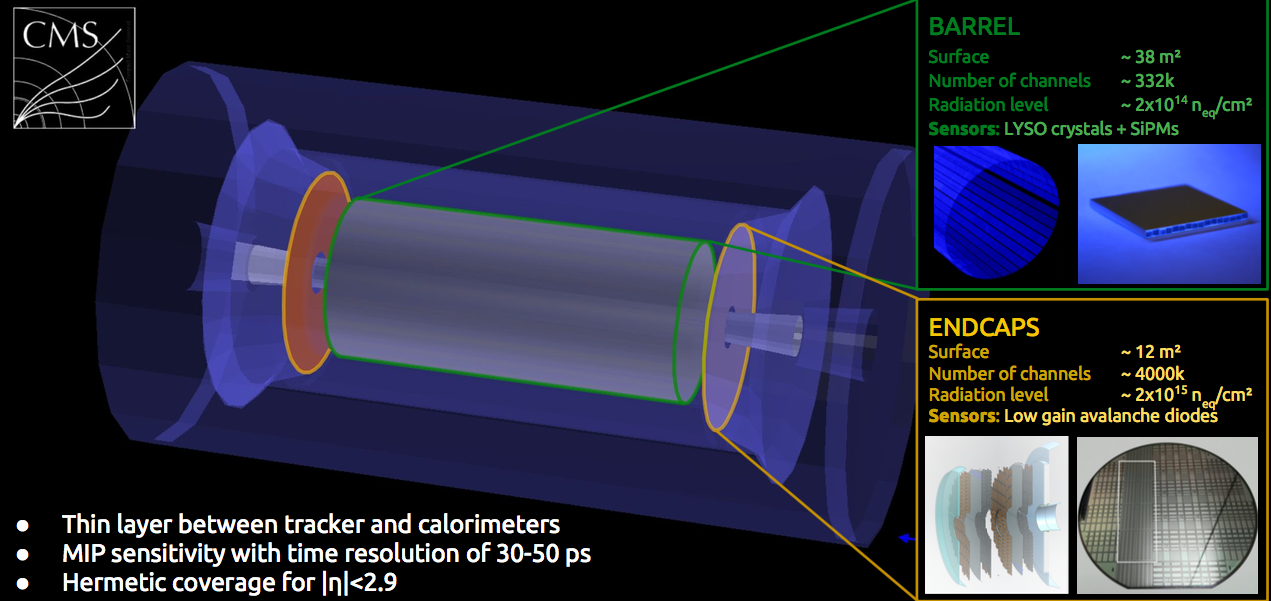 CMS
BARREL
Surface ~ 38 m²
Number of channels ~ 332k
Radiation level ~ 2x10¹⁴ neq/cm²
Sensors: LYSO crystals + SiPMs
ENDCAPS
Surface ~ 12 m²
Number of channels ~ 4000k
Radiation level ~ 2x10¹⁵ neq/cm²
Sensors: Low gain avalanche diodes
● Thin layer between tracker and calorimeters
● MIP sensitivity with time resolution of 30-50 ps
● Hermetic coverage for |η|<2.9